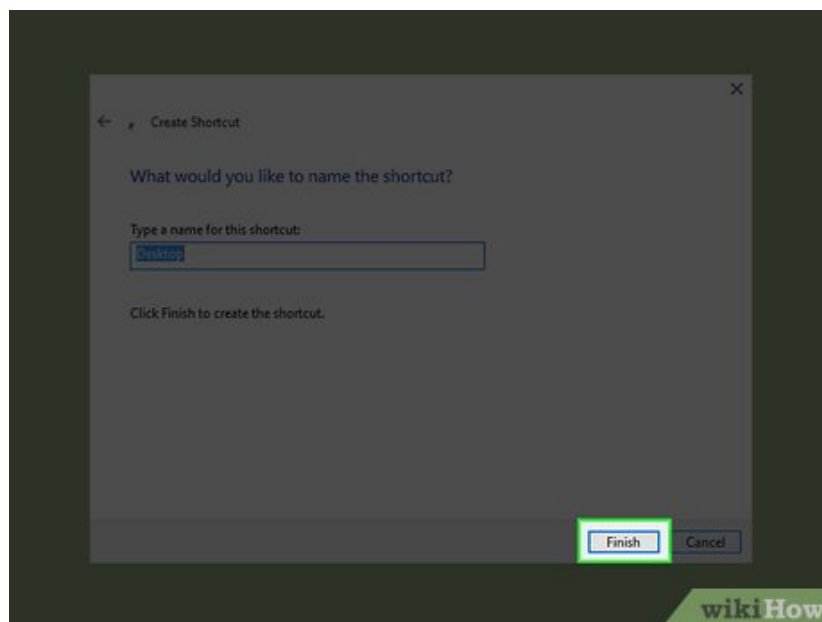 Create Shortcut
What would you like to name the shortcut?
Type a name for this shortcut:
Desktop
Click Finish to create the shortcut.
Finish Cancel
wikiHow